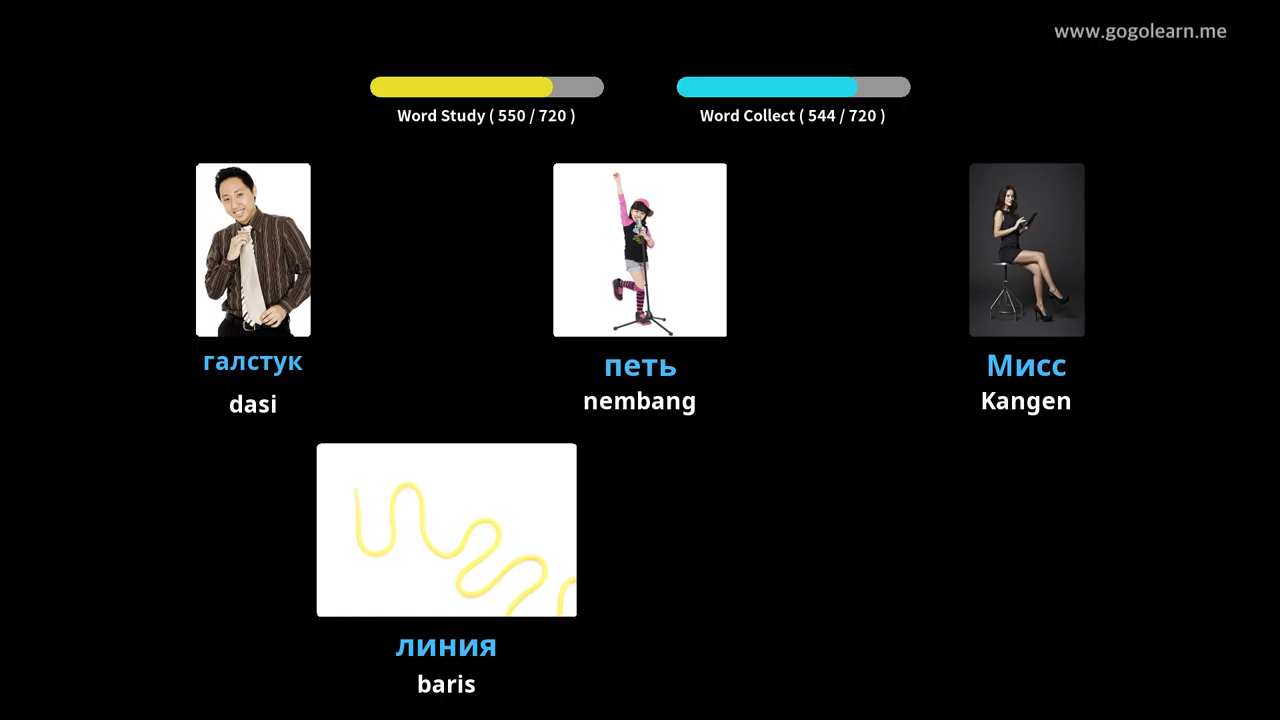 www.gogolearn.me
Word Study ( 550 / 720 )
Word Collect ( 544 / 720 )
галстук
dasi
петь
nembang
Мисс
Kangen
линия
baris